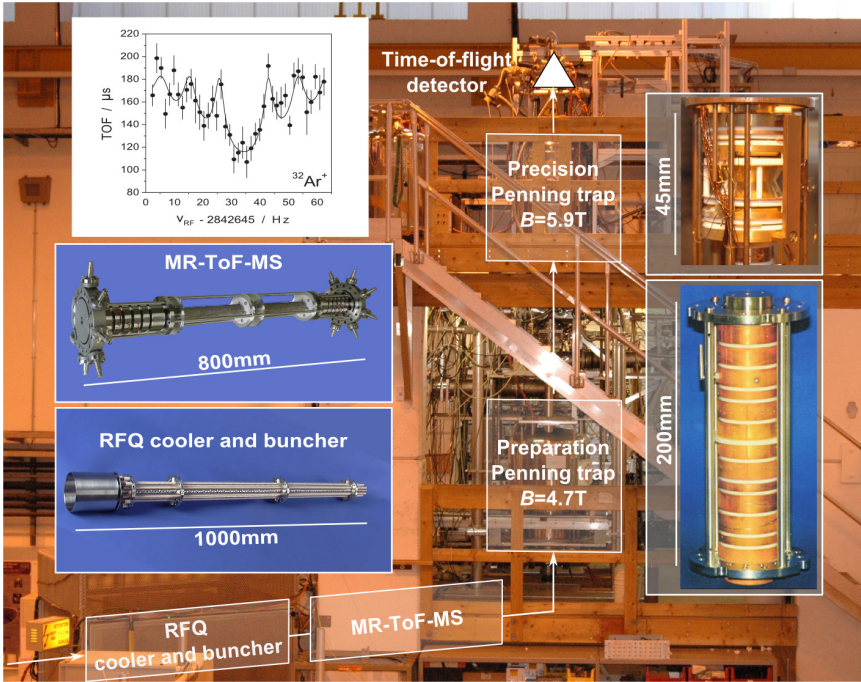 220
200
180
160
140
120
100
80
TOF / µs
0 10 20 30 40 50 60
ν_RF - 2842645 / Hz
³²Ar⁺
Time-of-flight
detector
Precision
Penning trap
B=5.9T
45mm
MR-ToF-MS
800mm
RFQ cooler and buncher
1000mm
Preparation
Penning trap
B=4.7T
200mm
RFQ
cooler and buncher
MR-ToF-MS